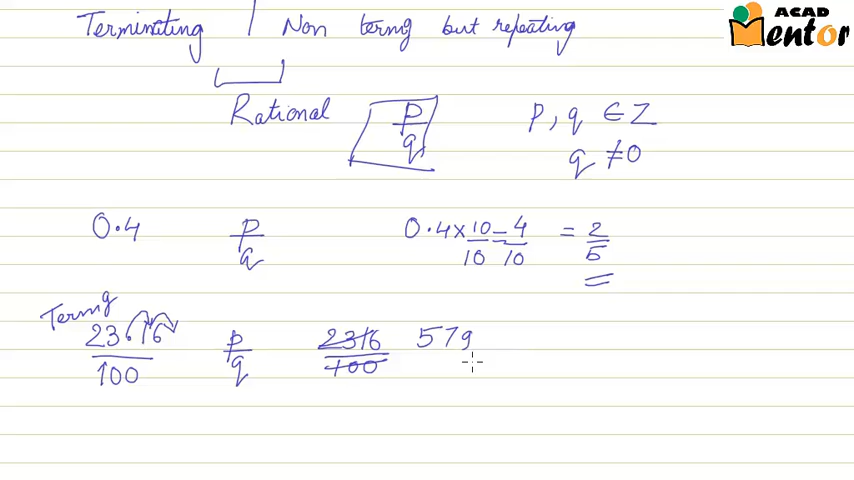 ACAD
mentor
Terminating / Non termg but repeating
Rational p/q p, q ∈ Z
q ≠ 0
0.4 p/q 0.4 × 10/10 = 4/10 = 2/5
Termg
23.16/100 p/q 2316/100 579